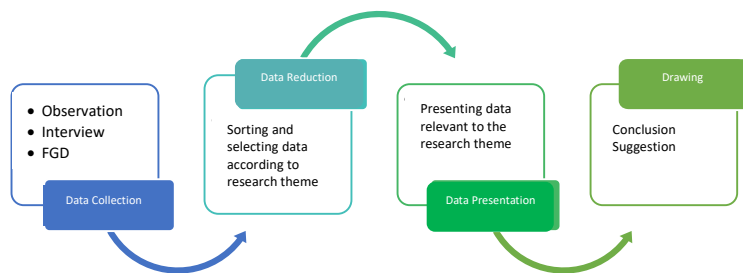 • Observation
• Interview
• FGD
Data Collection
Data Reduction
Sorting and
selecting data
according to
research theme
Presenting data
relevant to the
research theme
Data Presentation
Drawing
Conclusion
Suggestion